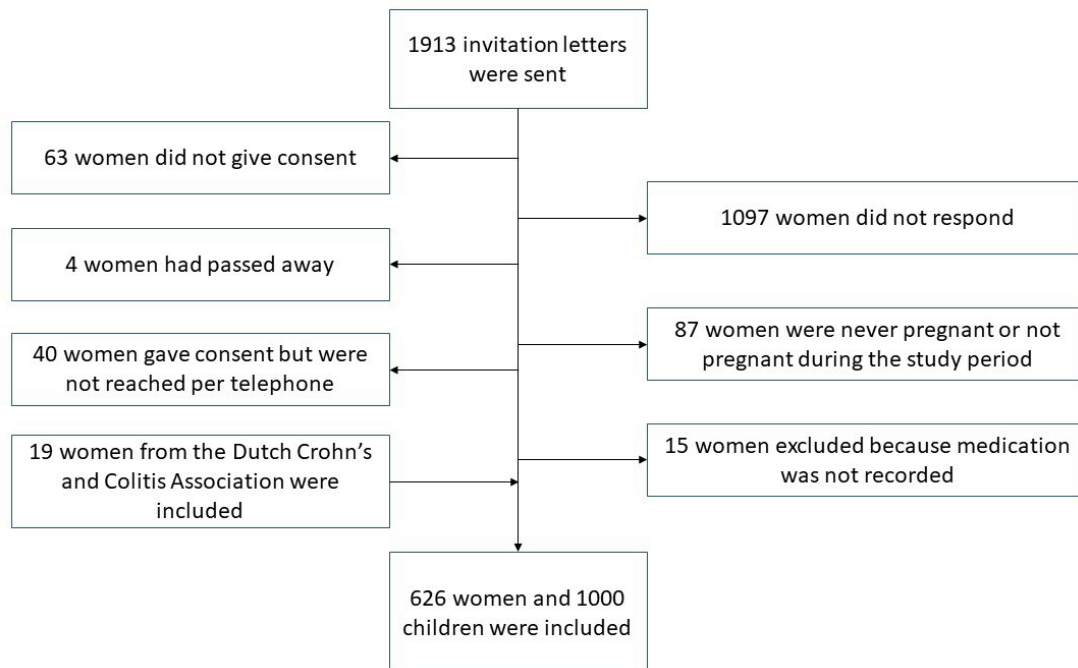 1913 invitation letters
were sent
63 women did not give consent
1097 women did not respond
4 women had passed away
87 women were never pregnant or not
pregnant during the study period
40 women gave consent but were
not reached per telephone
15 women excluded because medication
was not recorded
19 women from the Dutch Crohn’s
and Colitis Association were
included
626 women and 1000
children were included